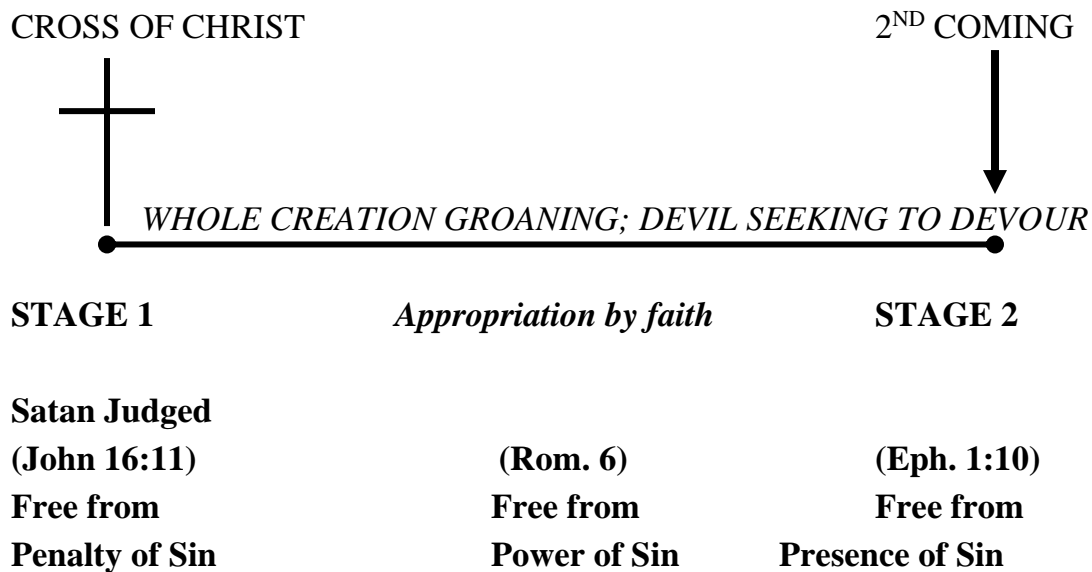 CROSS OF CHRIST 2ND COMING
WHOLE CREATION GROANING; DEVIL SEEKING TO DEVOUR
STAGE 1 Appropriation by faith STAGE 2
Satan Judged
(John 16:11) (Rom. 6) (Eph. 1:10)
Free from Free from Free from
Penalty of Sin Power of Sin Presence of Sin